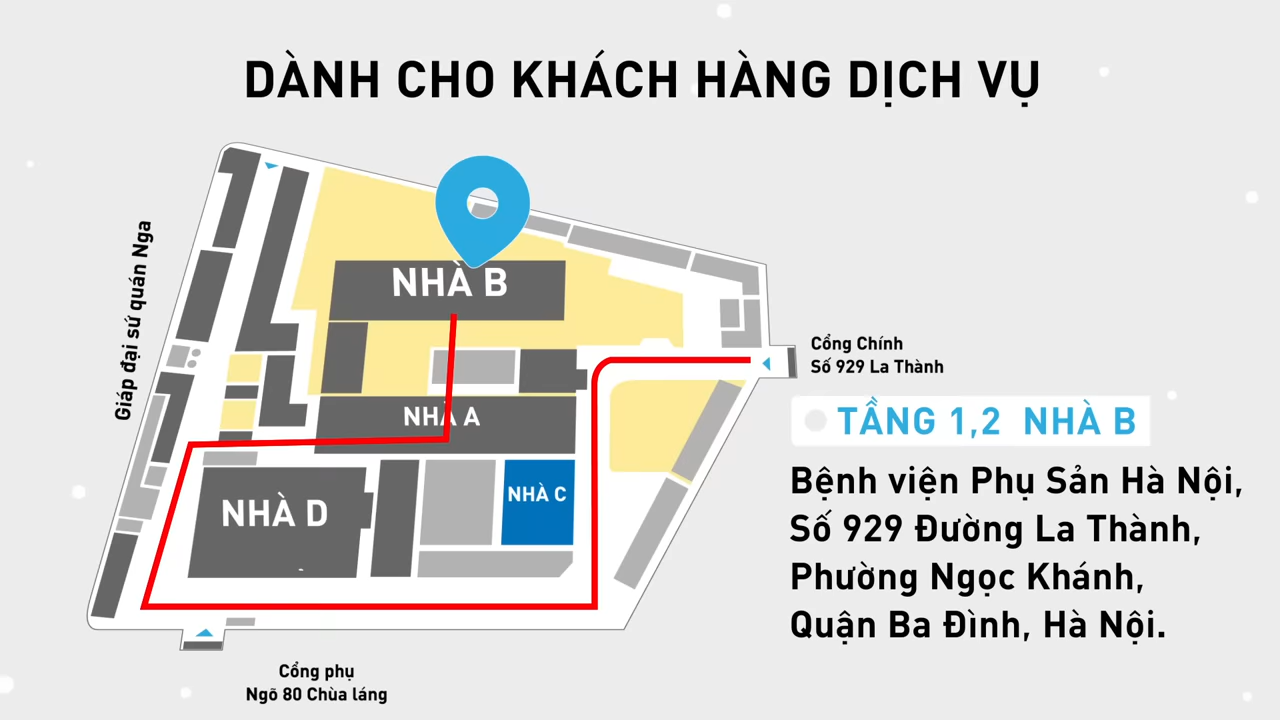 DÀNH CHO KHÁCH HÀNG DỊCH VỤ
Giáp đại sứ quán Nga
NHÀ B
Cổng Chính
Số 929 La Thành
NHÀ A
TẦNG 1,2 NHÀ B
NHÀ C
NHÀ D
Bệnh viện Phụ Sản Hà Nội,
Số 929 Đường La Thành,
Phường Ngọc Khánh,
Quận Ba Đình, Hà Nội.
Cổng phụ
Ngõ 80 Chùa láng